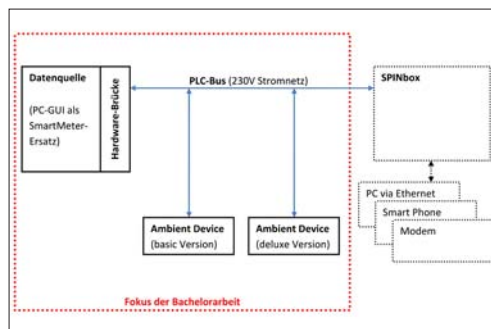 Datenquelle
(PC-GUI als
SmartMeter-
Ersatz)
Hardware-Brücke
PLC-Bus (230V Stromnetz)
SPINbox
PC via Ethernet
Smart Phone
Modem
Ambient Device
(basic Version)
Ambient Device
(deluxe Version)
Fokus der Bachelorarbeit